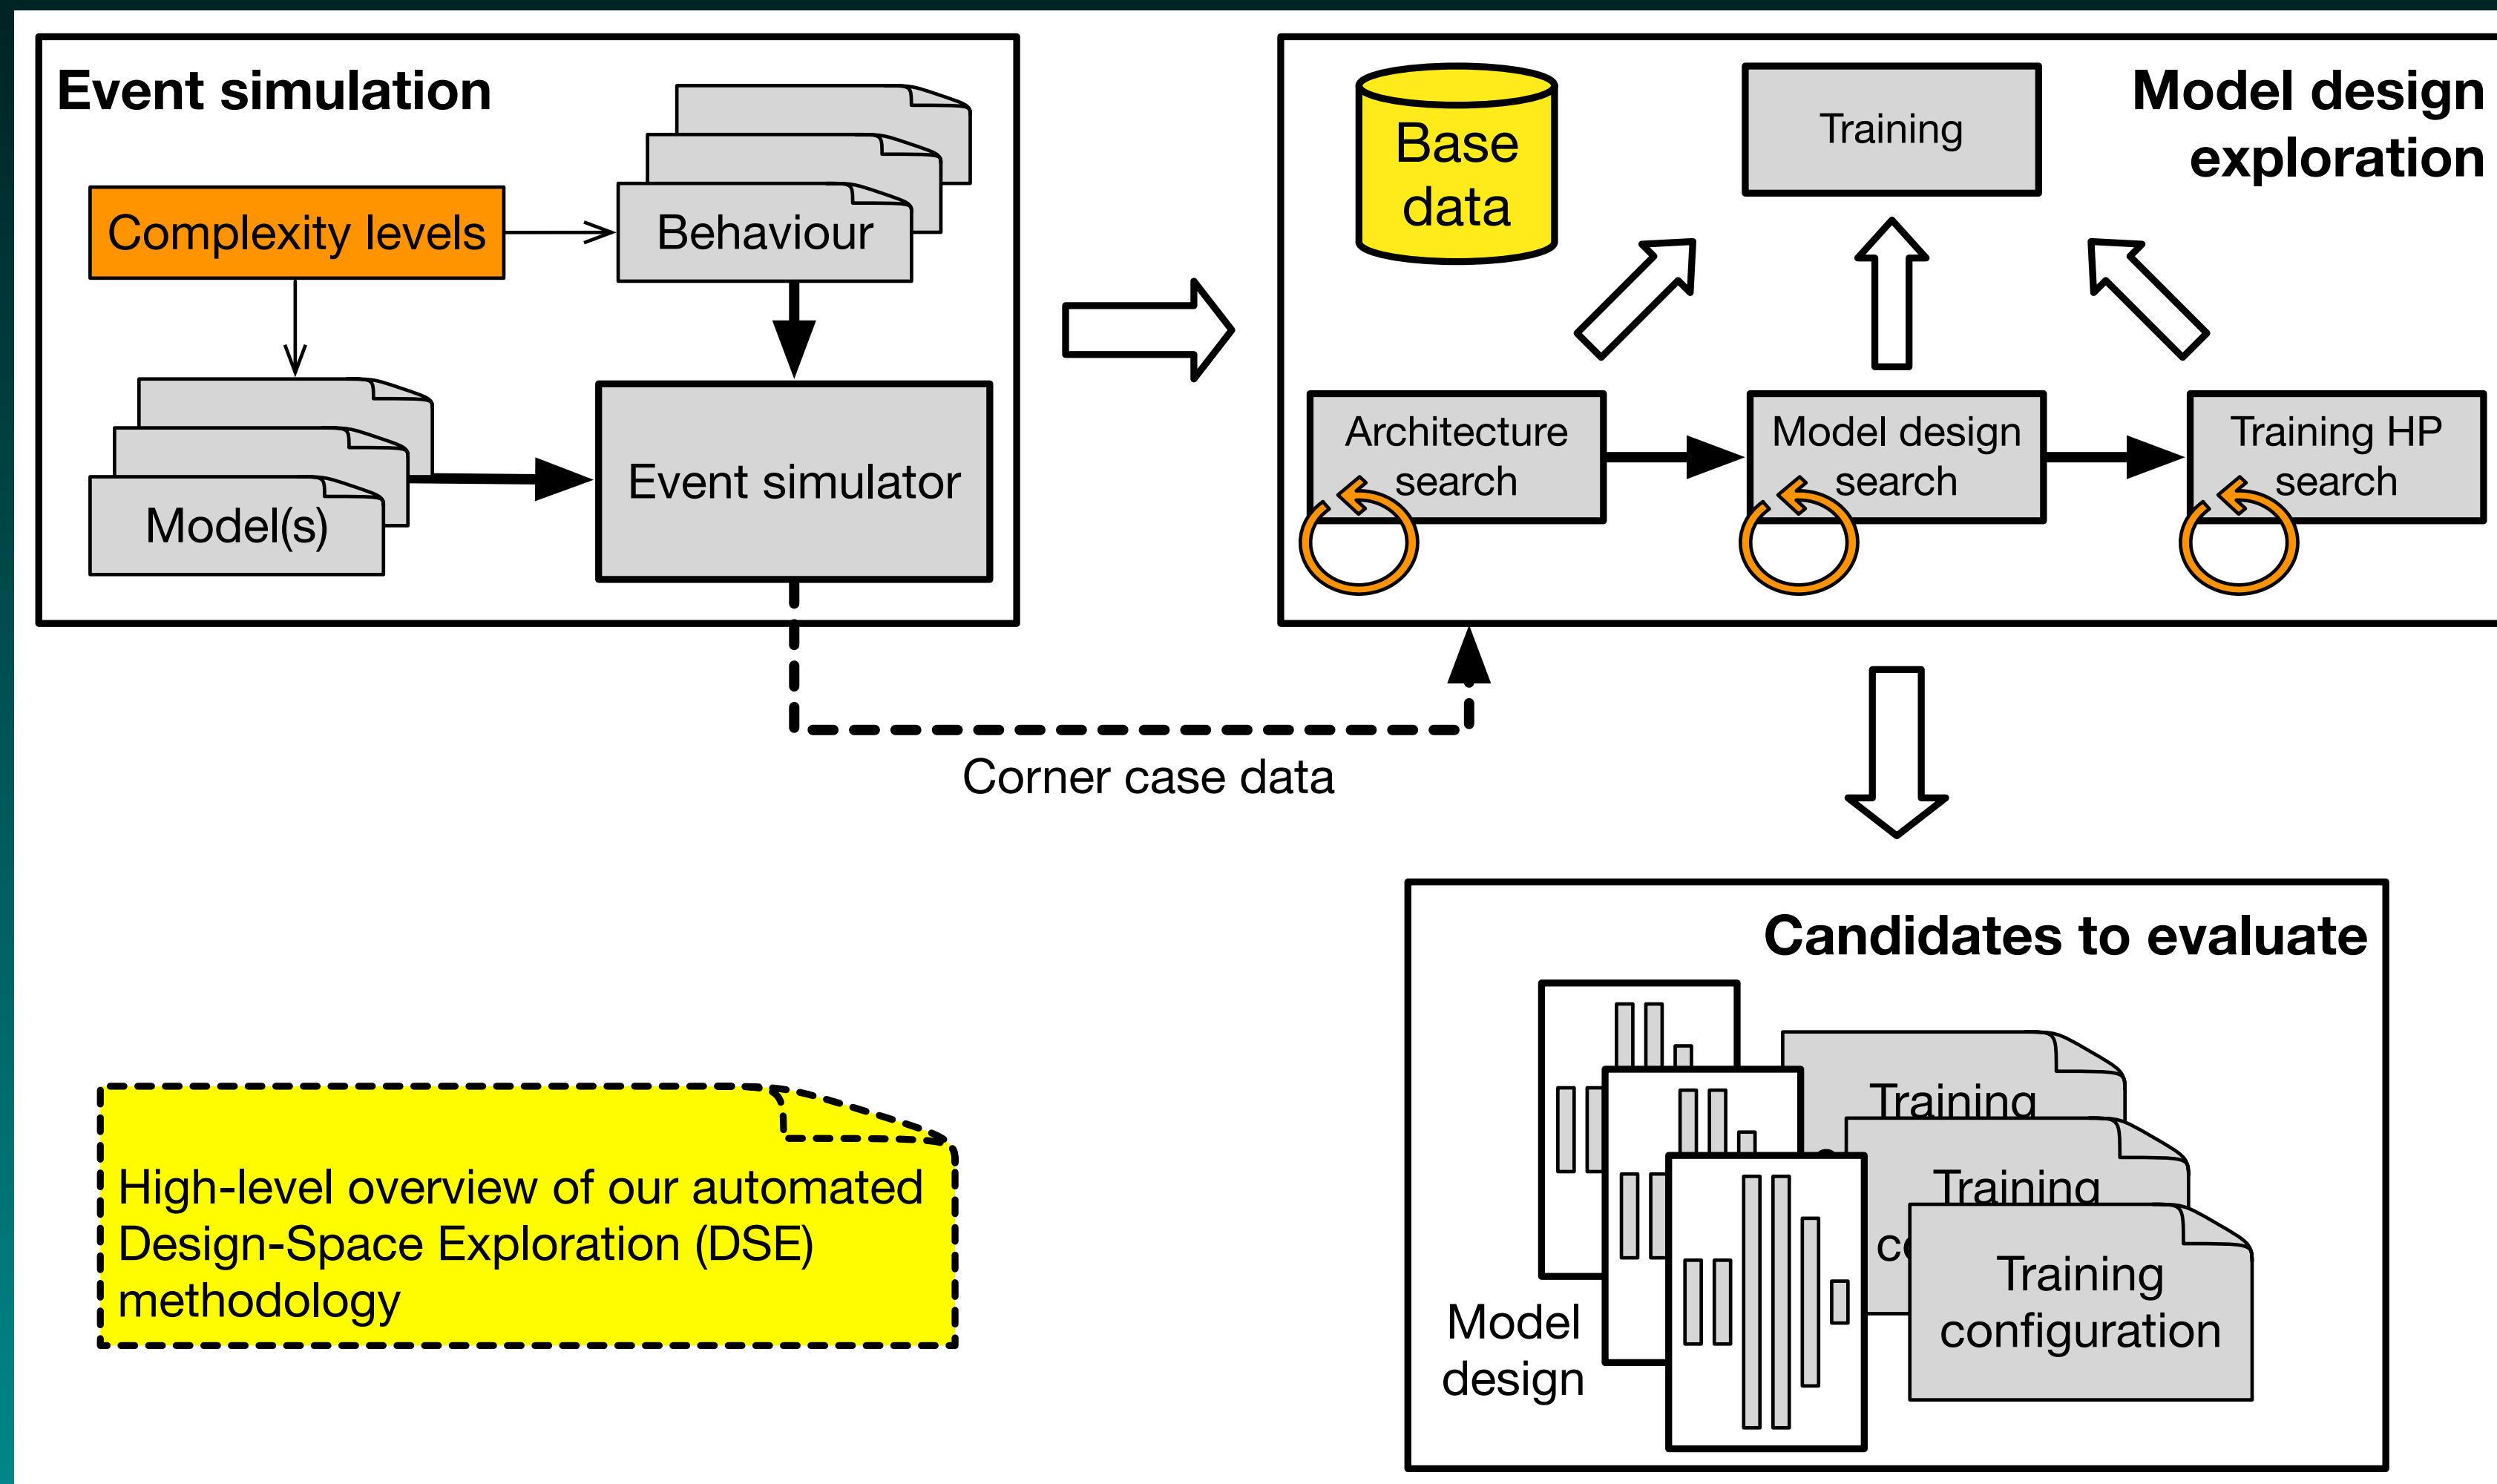 Event simulation
Complexity levels
Behaviour
Model(s)
Event simulator
Corner case data
Model design
exploration
Base
data
Training
Architecture
search
Model design
search
Training HP
search
Candidates to evaluate
Training
Training
Training
configuration
Model
design
High-level overview of our automated
Design-Space Exploration (DSE)
methodology